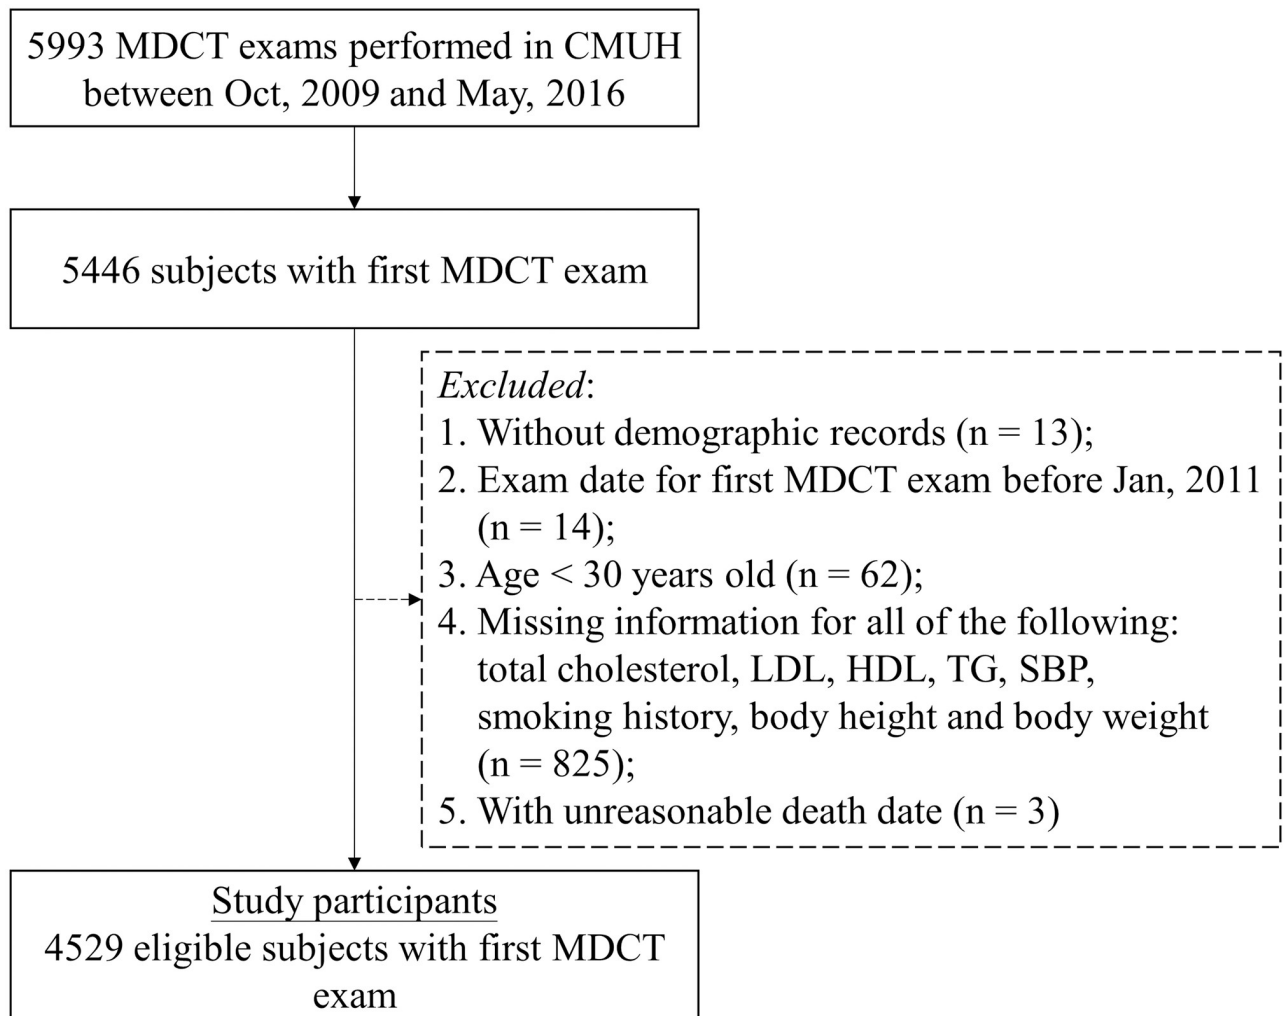 5993 MDCT exams performed in CMUH
between Oct, 2009 and May, 2016
5446 subjects with first MDCT exam
Excluded:
1. Without demographic records (n = 13);
2. Exam date for first MDCT exam before Jan, 2011
(n = 14);
3. Age < 30 years old (n = 62);
4. Missing information for all of the following:
total cholesterol, LDL, HDL, TG, SBP,
smoking history, body height and body weight
(n = 825);
5. With unreasonable death date (n = 3)
Study participants
4529 eligible subjects with first MDCT
exam